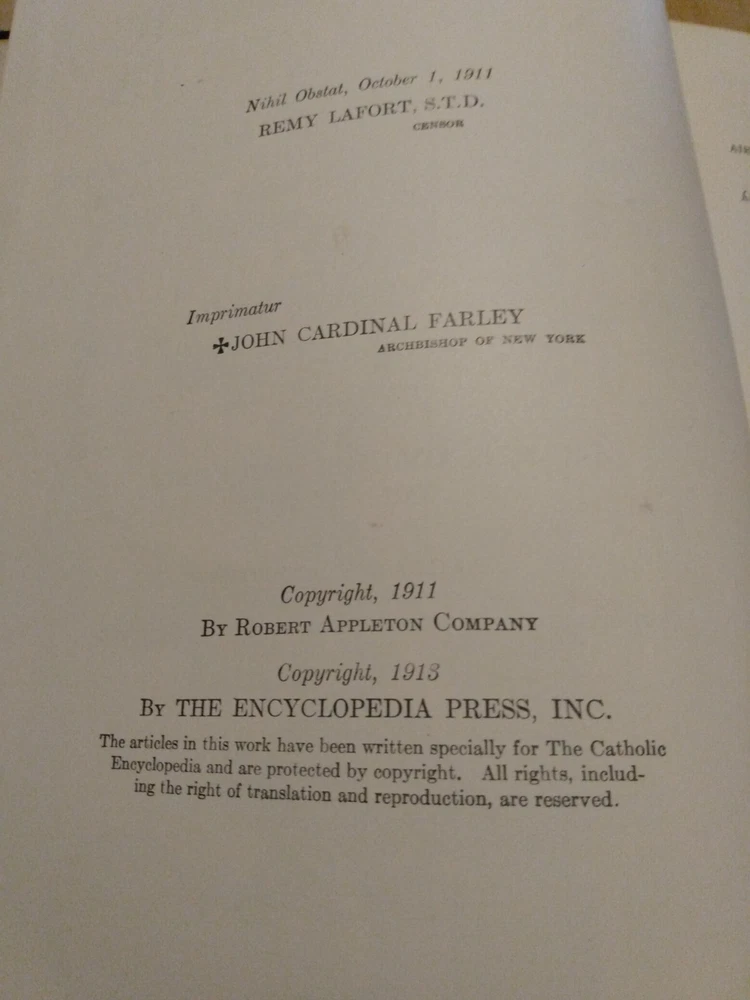 Nihil Obstat, October 1, 1911
REMY LAFORT, S.T.D.
CENSOR
Imprimatur
✠JOHN CARDINAL FARLEY
ARCHBISHOP OF NEW YORK
Copyright, 1911
BY ROBERT APPLETON COMPANY
Copyright, 1913
BY THE ENCYCLOPEDIA PRESS, INC.
The articles in this work have been written specially for The Catholic
Encyclopedia and are protected by copyright. All rights, includ-
ing the right of translation and reproduction, are reserved.